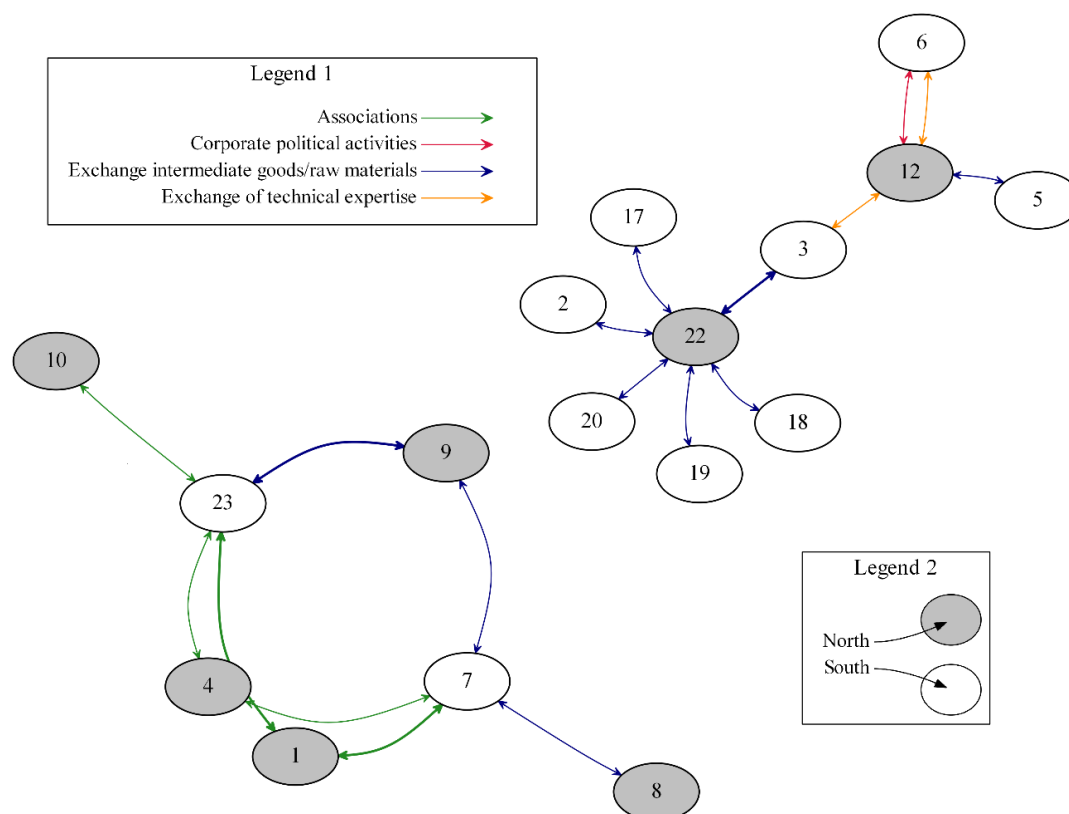 6
Legend 1
Associations
Corporate political activities
Exchange intermediate goods/raw materials
Exchange of technical expertise
12
5
17
3
2
22
10
20
18
9
19
23
Legend 2
North
South
4
7
1
8